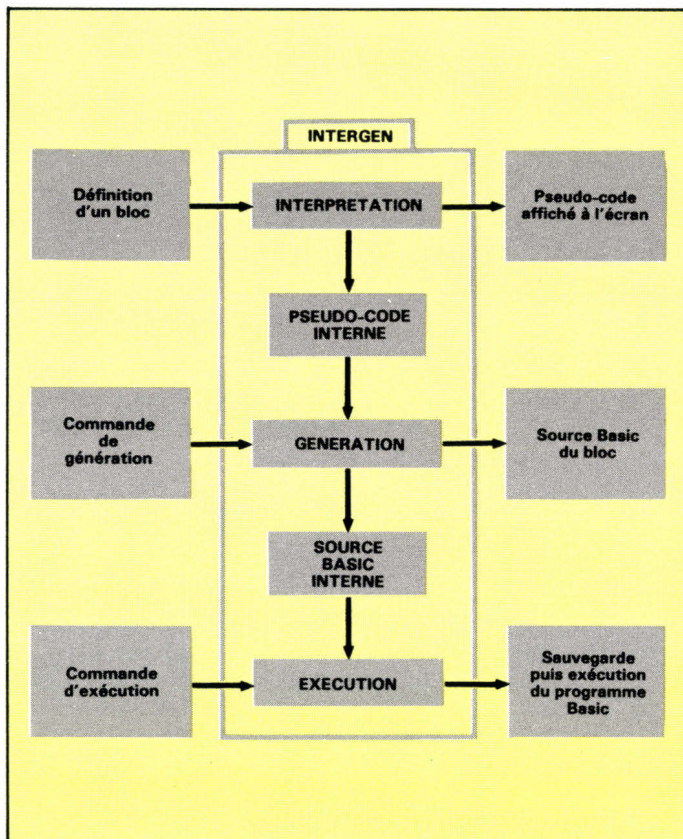 INTERGEN
Définition
d'un bloc
INTERPRETATION
Pseudo-code
affiché à l'écran
PSEUDO-CODE
INTERNE
Commande
de
génération
GENERATION
Source Basic
du bloc
SOURCE
BASIC
INTERNE
Commande
d'exécution
EXECUTION
Sauvegarde
puis exécution
du programme
Basic